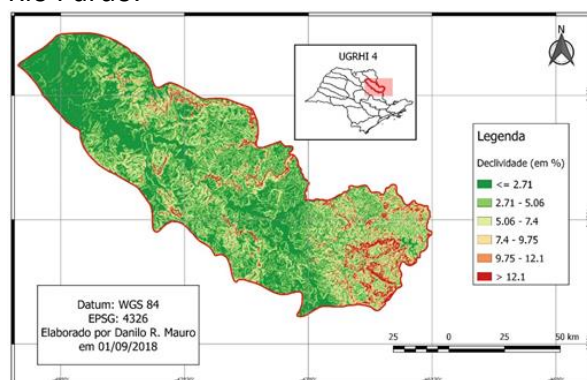 Rio Pardo.
N
UGRHI 4
Legenda
Declividade (em %)
<= 2.71
2.71 - 5.06
5.06 - 7.4
7.4 - 9.75
9.75 - 12.1
> 12.1
Datum: WGS 84
EPSG: 4326
Elaborado por Danilo R. Mauro
em 01/09/2018
25 0 25 50 km